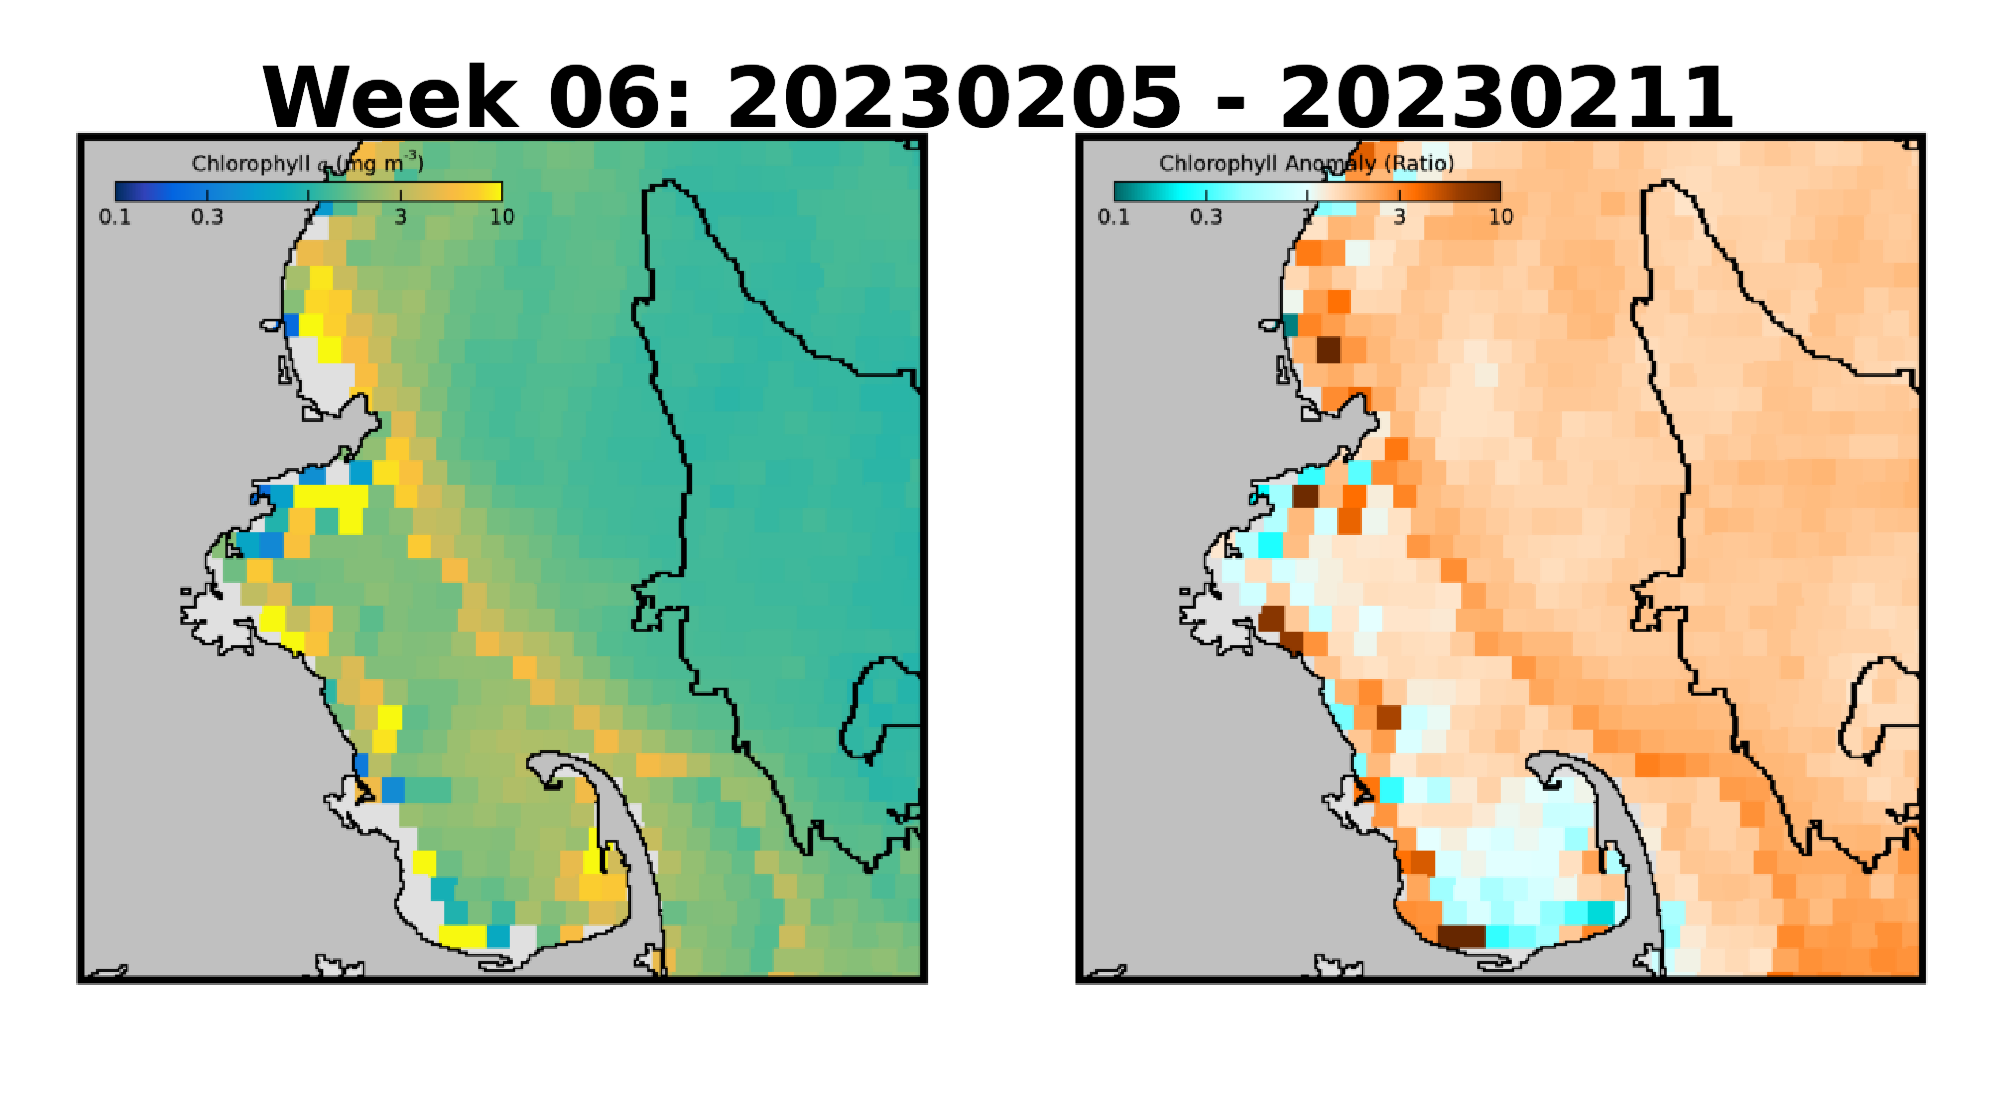 Week 06: 20230205 - 20230211
Chlorophyll a (mg m-3)
0.1 0.3 1 3 10
Chlorophyll Anomaly (Ratio)
0.1 0.3 1 3 10